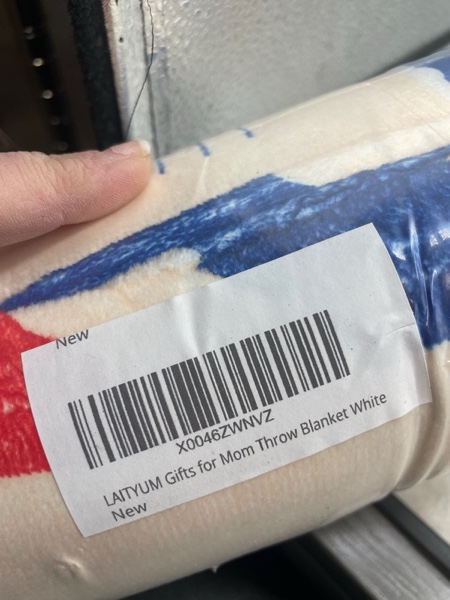 New
X0046ZWNVZ
LAITYUM Gifts for Mom Throw Blanket White
New